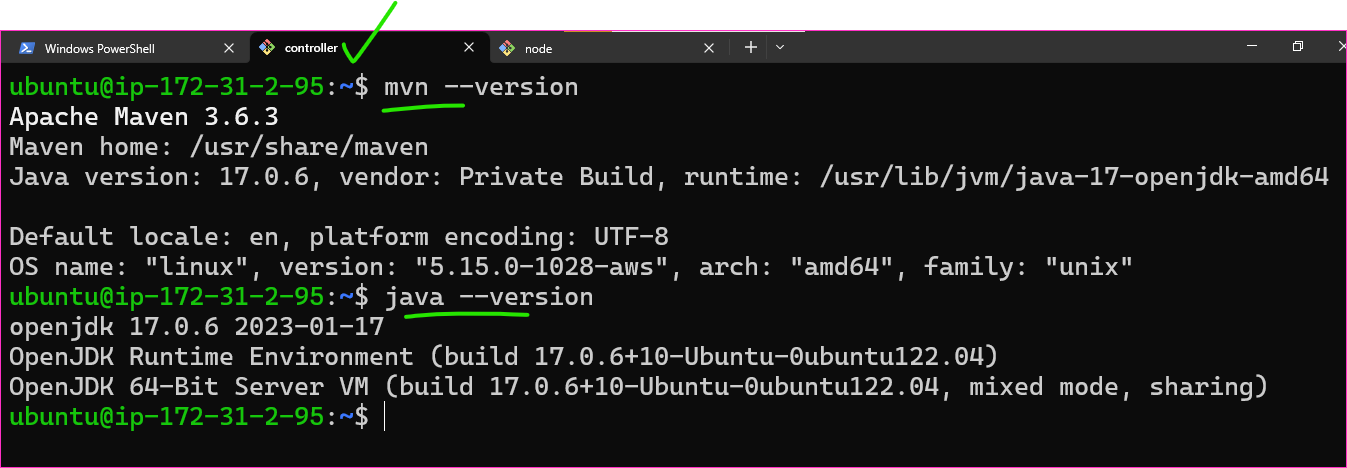 Windows PowerShell controller node
ubuntu@ip-172-31-2-95:~$ mvn --version
Apache Maven 3.6.3
Maven home: /usr/share/maven
Java version: 17.0.6, vendor: Private Build, runtime: /usr/lib/jvm/java-17-openjdk-amd64
Default locale: en, platform encoding: UTF-8
OS name: "linux", version: "5.15.0-1028-aws", arch: "amd64", family: "unix"
ubuntu@ip-172-31-2-95:~$ java --version
openjdk 17.0.6 2023-01-17
OpenJDK Runtime Environment (build 17.0.6+10-Ubuntu-0ubuntu122.04)
OpenJDK 64-Bit Server VM (build 17.0.6+10-Ubuntu-0ubuntu122.04, mixed mode, sharing)
ubuntu@ip-172-31-2-95:~$